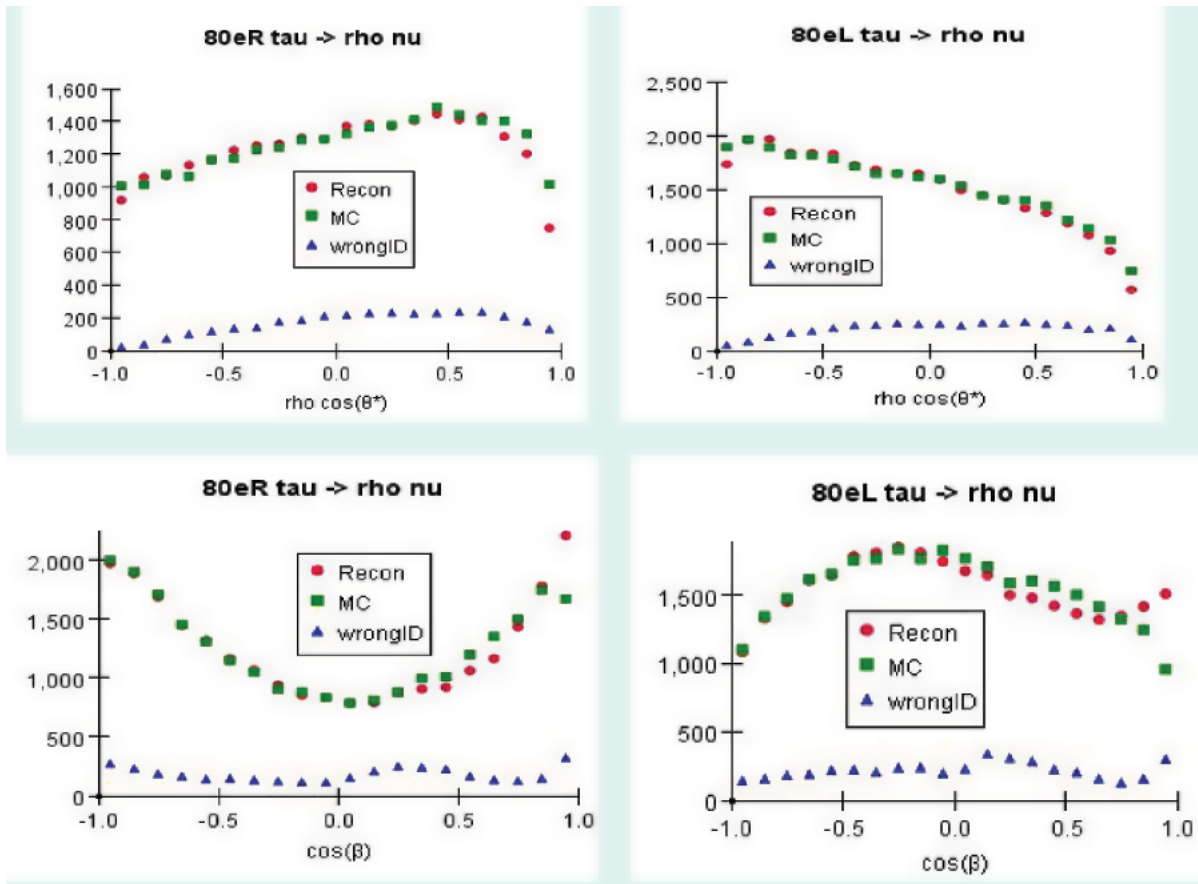 80eR tau -> rho nu
1,600
1,400
1,200
1,000
800
600
400
200
0
Recon
MC
wrongID
-1.0 -0.5 0.0 0.5 1.0
rho cos(θ*)
80eL tau -> rho nu
2,500
2,000
1,500
1,000
500
0
Recon
MC
wrongID
-1.0 -0.5 0.0 0.5 1.0
rho cos(θ*)
80eR tau -> rho nu
2,000
1,500
1,000
500
0
Recon
MC
wrongID
-1.0 -0.5 0.0 0.5 1.0
cos(β)
80eL tau -> rho nu
1,500
1,000
500
0
Recon
MC
wrongID
-1.0 -0.5 0.0 0.5 1.0
cos(β)